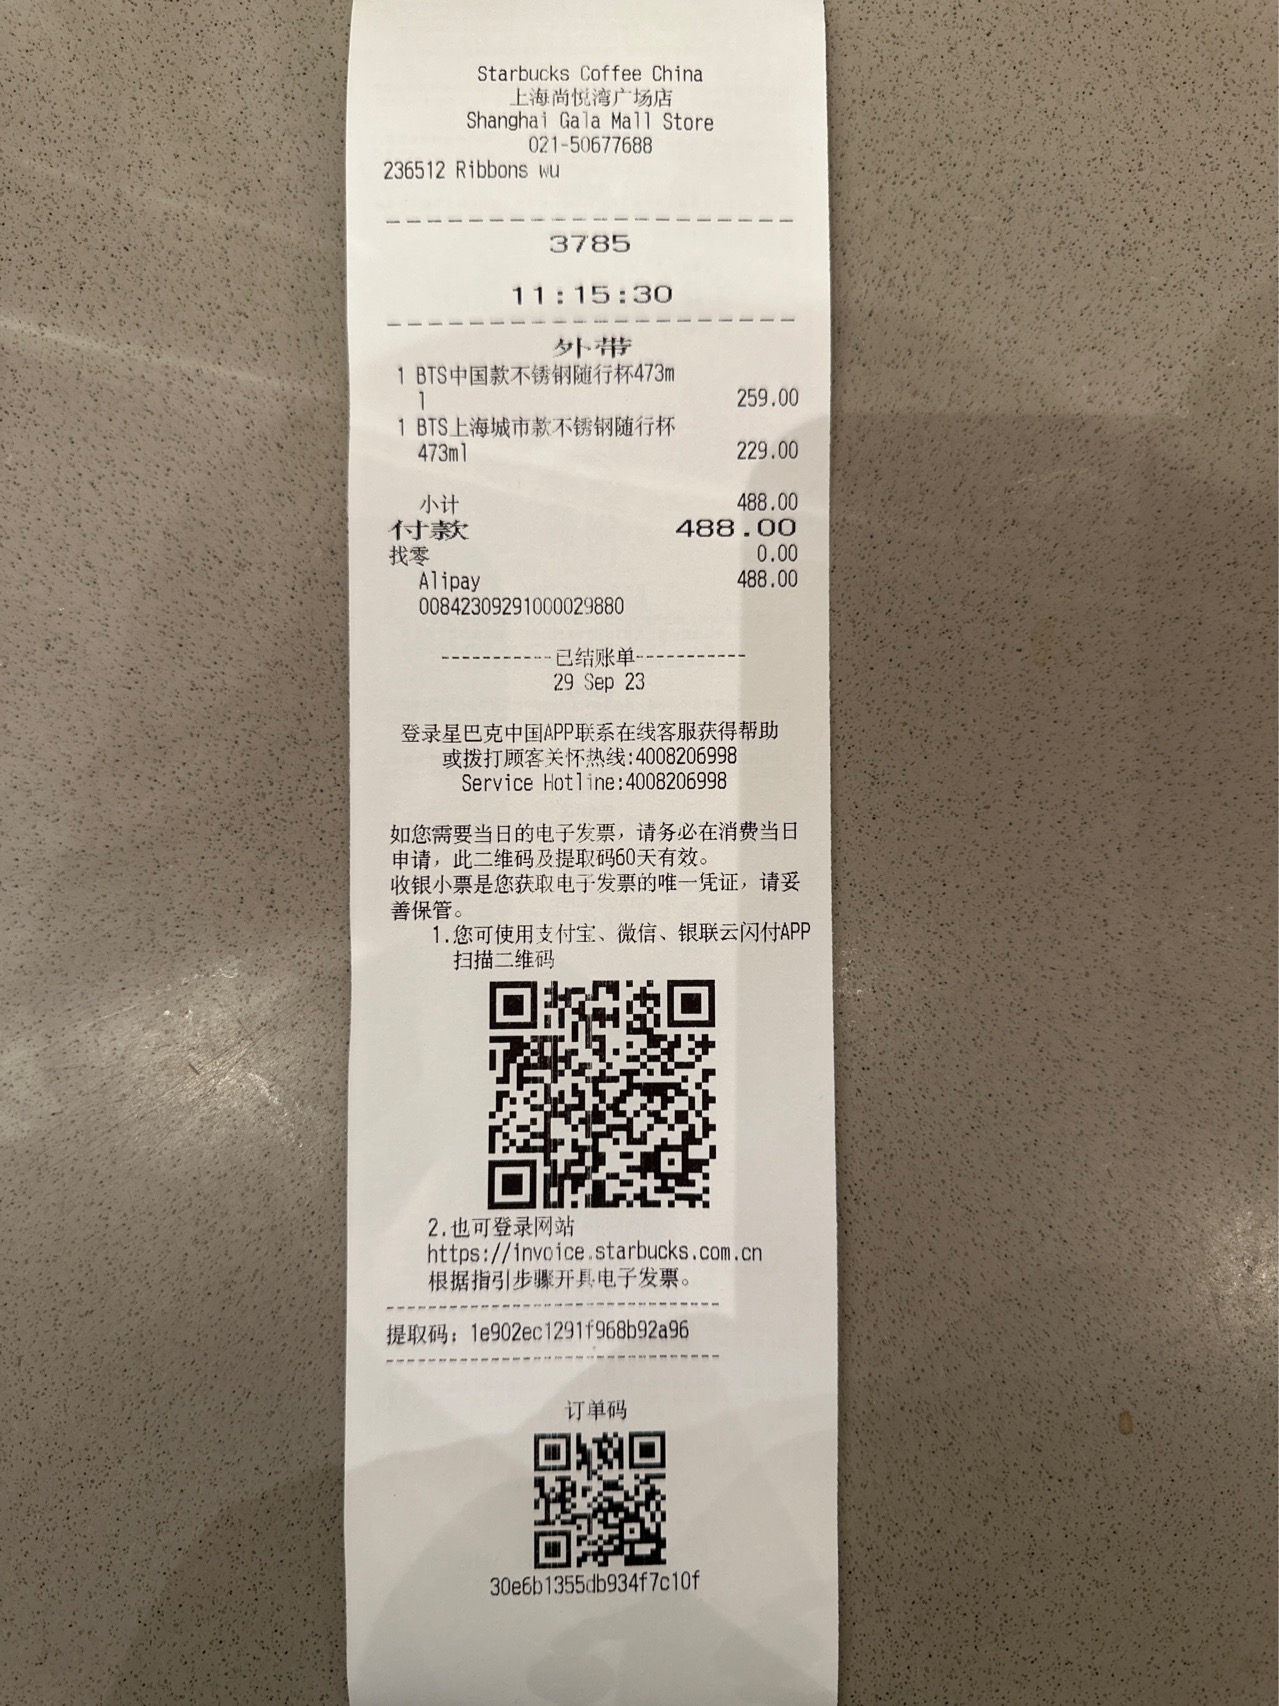 Starbucks Coffee China
上海尚悦湾广场店
Shanghai Gala Mall Store
021-50677688
236512 Ribbons wu
3785
11:15:30
外带
1 BTS中国款不锈钢随行杯473m
l 259.00
1 BTS上海城市款不锈钢随行杯
473ml 229.00
小计 488.00
付款 488.00
找零 0.00
Alipay 488.00
00842309291000029880
-----------已结账单-----------
29 Sep 23
登录星巴克中国APP联系在线客服获得帮助
或拨打顾客关怀热线:4008206998
Service Hotline:4008206998
如您需要当日的电子发票，请务必在消费当日
申请，此二维码及提取码60天有效。
收银小票是您获取电子发票的唯一凭证，请妥
善保管。
1.您可使用支付宝、微信、银联云闪付APP
扫描二维码
2.也可登录网站
https://invoice.starbucks.com.cn
根据指引步骤开具电子发票。
提取码：1e902ec1291f968b92a96
订单码
30e6b1355db934f7c10f